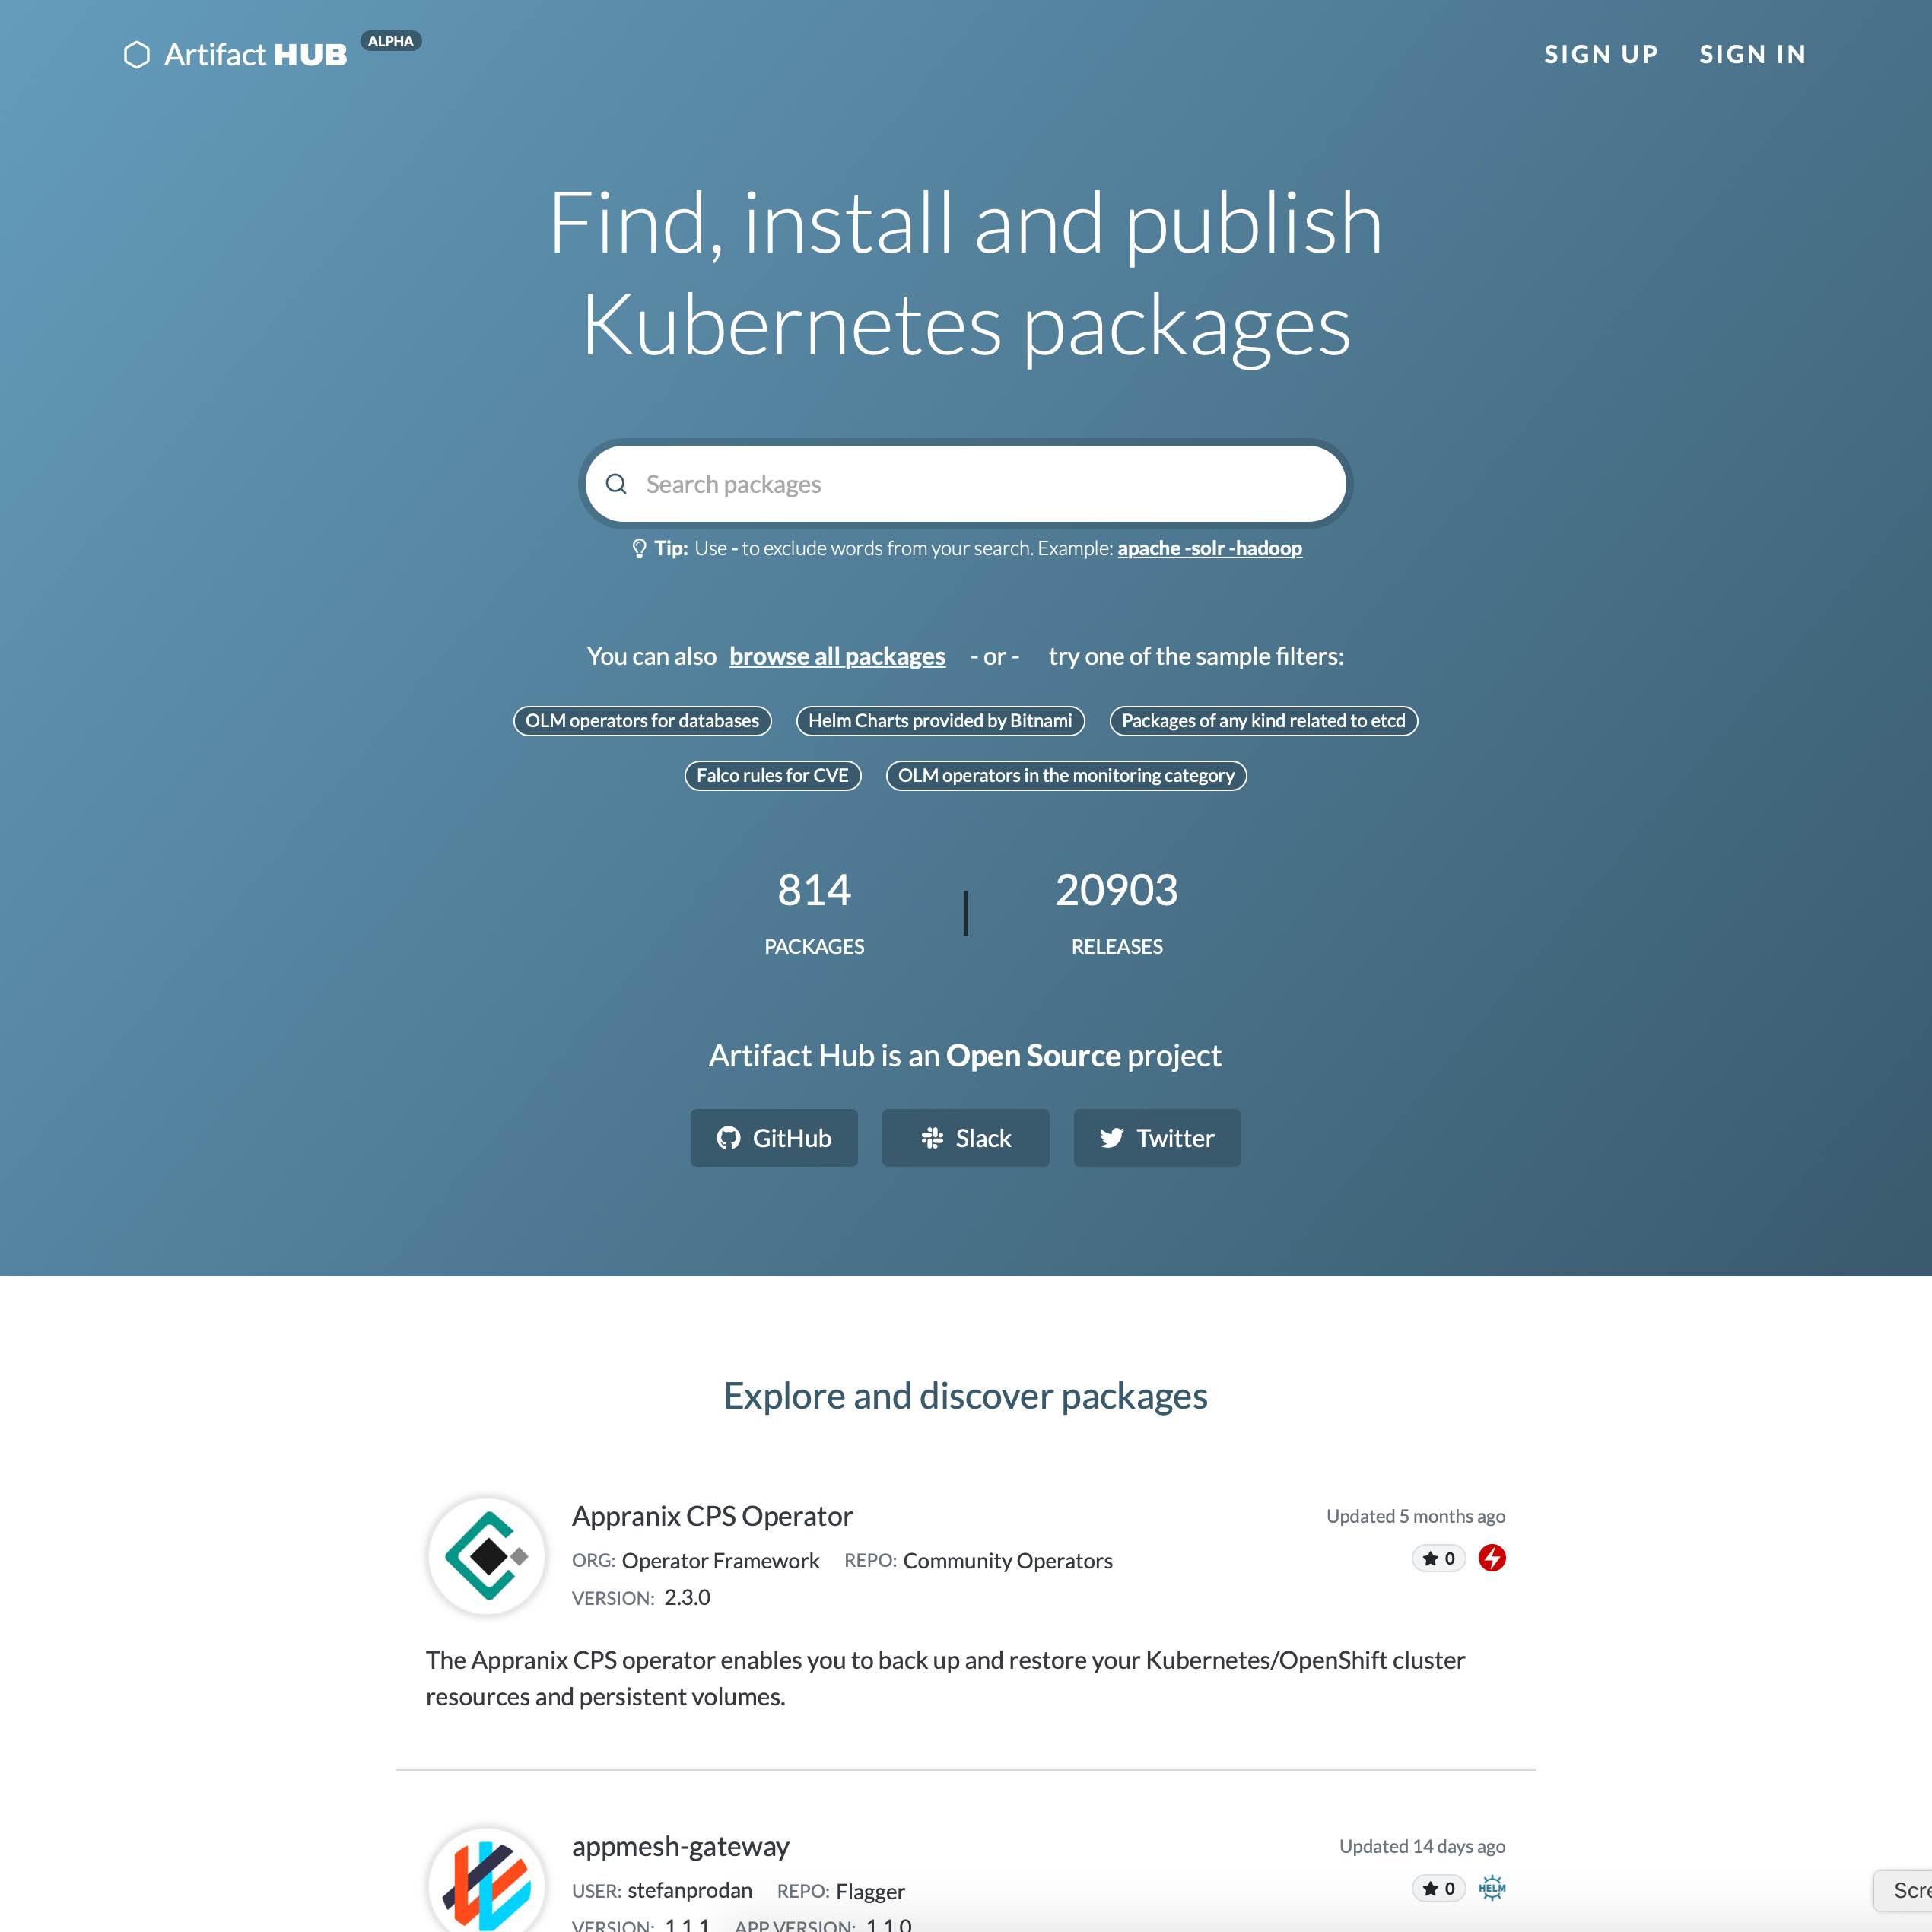 Artifact HUB ALPHA
SIGN UP SIGN IN
Find, install and publish
Kubernetes packages
Search packages
Tip: Use - to exclude words from your search. Example: apache -solr -hadoop
You can also browse all packages - or - try one of the sample filters:
OLM operators for databases Helm Charts provided by Bitnami Packages of any kind related to etcd
Falco rules for CVE OLM operators in the monitoring category
814 20903
PACKAGES RELEASES
Artifact Hub is an Open Source project
GitHub Slack Twitter
Explore and discover packages
Appranix CPS Operator Updated 5 months ago
ORG: Operator Framework REPO: Community Operators 0
VERSION: 2.3.0
The Appranix CPS operator enables you to back up and restore your Kubernetes/OpenShift cluster
resources and persistent volumes.
appmesh-gateway Updated 14 days ago
USER: stefanprodan REPO: Flagger 0 HELM
VERSION: 1.1.1 APP VERSION: 1.1.0